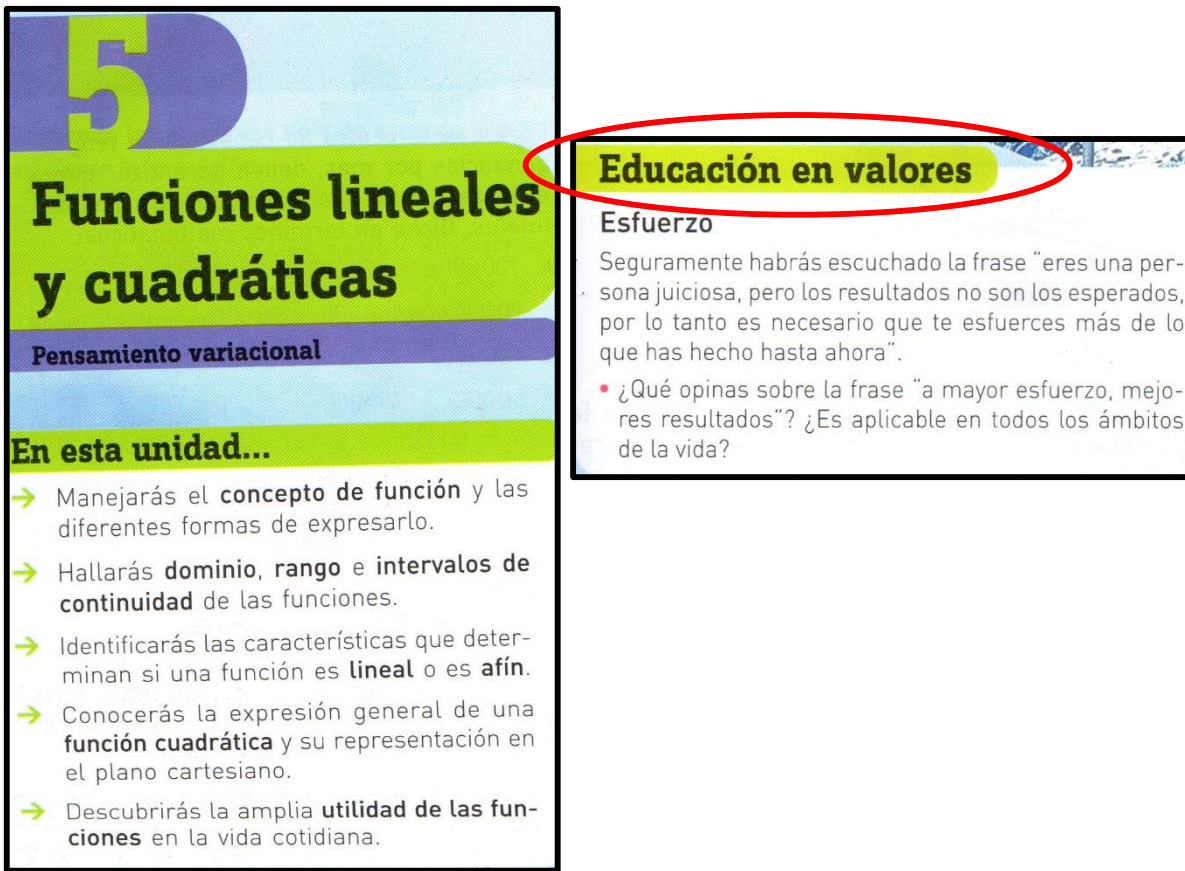 5
Funciones lineales
y cuadráticas
Pensamiento variacional
En esta unidad...
→ Manejarás el concepto de función y las
diferentes formas de expresarlo.
→ Hallarás dominio, rango e intervalos de
continuidad de las funciones.
→ Identificarás las características que deter-
minan si una función es lineal o es afín.
→ Conocerás la expresión general de una
función cuadrática y su representación en
el plano cartesiano.
→ Descubrirás la amplia utilidad de las fun-
ciones en la vida cotidiana.
Educación en valores
Esfuerzo
Seguramente habrás escuchado la frase “eres una per-
sona juiciosa, pero los resultados no son los esperados,
por lo tanto es necesario que te esfuerces más de lo
que has hecho hasta ahora”.
• ¿Qué opinas sobre la frase “a mayor esfuerzo, mejo-
res resultados”? ¿Es aplicable en todos los ámbitos
de la vida?